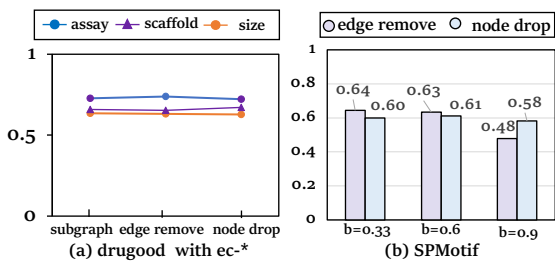 assay scaffold size
1
0.5
0
subgraph edge remove node drop
(a) drugood with ec-*
edge remove node drop
1
0.8
0.6
0.4
0.2
0
0.64 0.60 0.63 0.61 0.48 0.58
b=0.33 b=0.6 b=0.9
(b) SPMotif